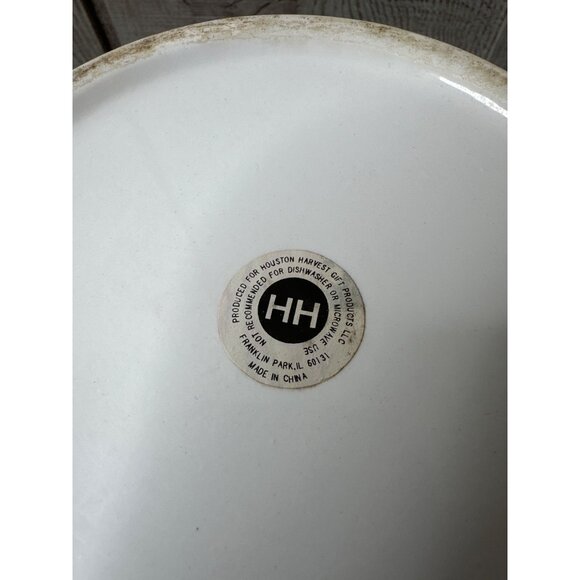 PRODUCED FOR HOUSTON HARVEST GIFT PRODUCTS LLC
NOT RECOMMENDED FOR DISHWASHER OR MICROWAVE USE
HH
FRANKLIN PARK, IL 60131
MADE IN CHINA